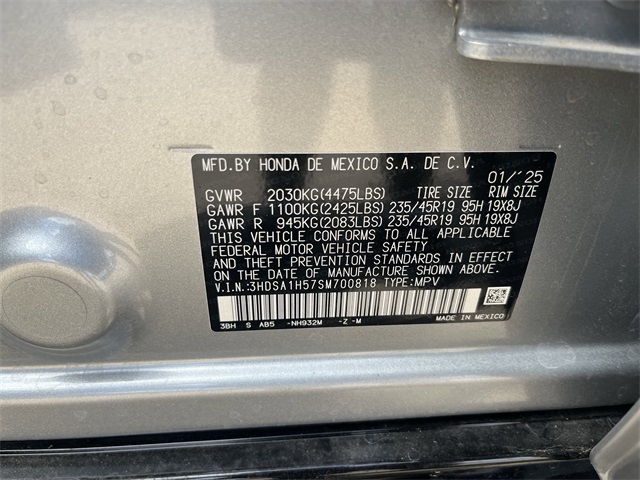 MFD.BY HONDA DE MEXICO S.A. DE C.V.
01/'25
GVWR 2030KG(4475LBS) TIRE SIZE RIM SIZE
GAWR F 1100KG(2425LBS) 235/45R19 95H 19X8J
GAWR R 945KG(2083LBS) 235/45R19 95H 19X8J
THIS VEHICLE CONFORMS TO ALL APPLICABLE
FEDERAL MOTOR VEHICLE SAFETY
AND THEFT PREVENTION STANDARDS IN EFFECT
ON THE DATE OF MANUFACTURE SHOWN ABOVE.
V.I.N.:3HDSA1H57SM700818 TYPE:MPV
3BH S AB5 -NH932M -Z -M MADE IN MEXICO